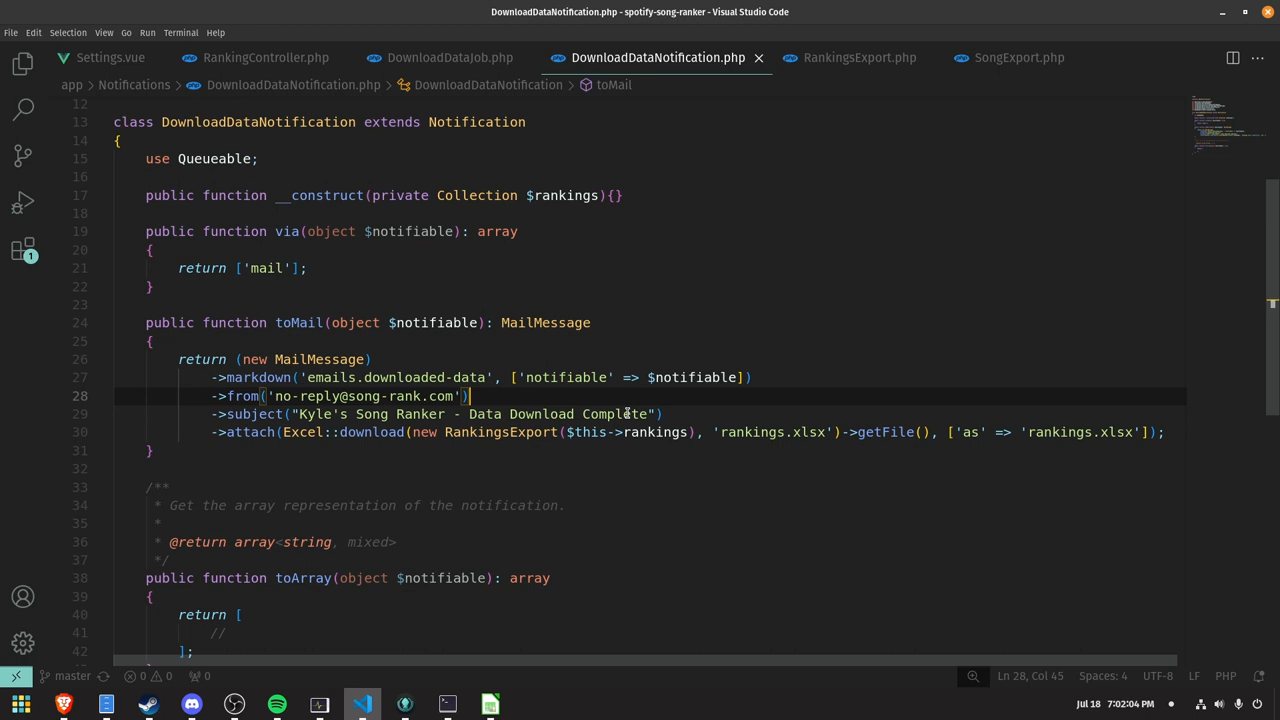 DownloadDataNotification.php - spotify-song-ranker - Visual Studio Code
File Edit Selection View Go Run Terminal Help
Settings.vue RankingController.php DownloadDataJob.php DownloadDataNotification.php RankingsExport.php SongExport.php
app > Notifications > DownloadDataNotification.php > DownloadDataNotification > toMail
12
13 class DownloadDataNotification extends Notification
14 {
15 use Queueable;
16
17 public function __construct(private Collection $rankings){}
18
19 public function via(object $notifiable): array
20 {
21 return ['mail'];
22 }
23
24 public function toMail(object $notifiable): MailMessage
25 {
26 return (new MailMessage)
27 ->markdown('emails.downloaded-data', ['notifiable' => $notifiable])
28 ->from('no-reply@song-rank.com')
29 ->subject("Kyle's Song Ranker - Data Download Complete")
30 ->attach(Excel::download(new RankingsExport($this->rankings), 'rankings.xlsx')->getFile(), ['as' => 'rankings.xlsx']);
31 }
32
33 /**
34 * Get the array representation of the notification.
35 *
36 * @return array<string, mixed>
37 */
38 public function toArray(object $notifiable): array
39 {
40 return [
41 //
42 ];
1
master 0 0 0 Ln 28, Col 45 Spaces: 4 UTF-8 LF PHP
Jul 18 7:02:04 PM